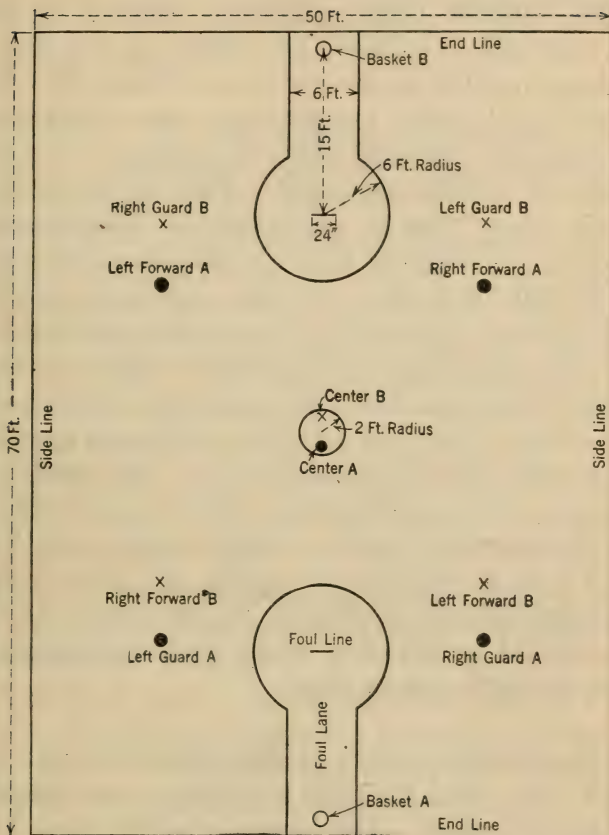 50 Ft.
End Line
Basket B
6 Ft.
15 Ft.
6 Ft. Radius
24"
Right Guard B
Left Guard B
Left Forward A
Right Forward A
Center B
2 Ft. Radius
Center A
70 Ft.
Side Line
Side Line
Right Forward B
Left Forward B
Foul Line
Left Guard A
Right Guard A
Foul Lane
Basket A
End Line